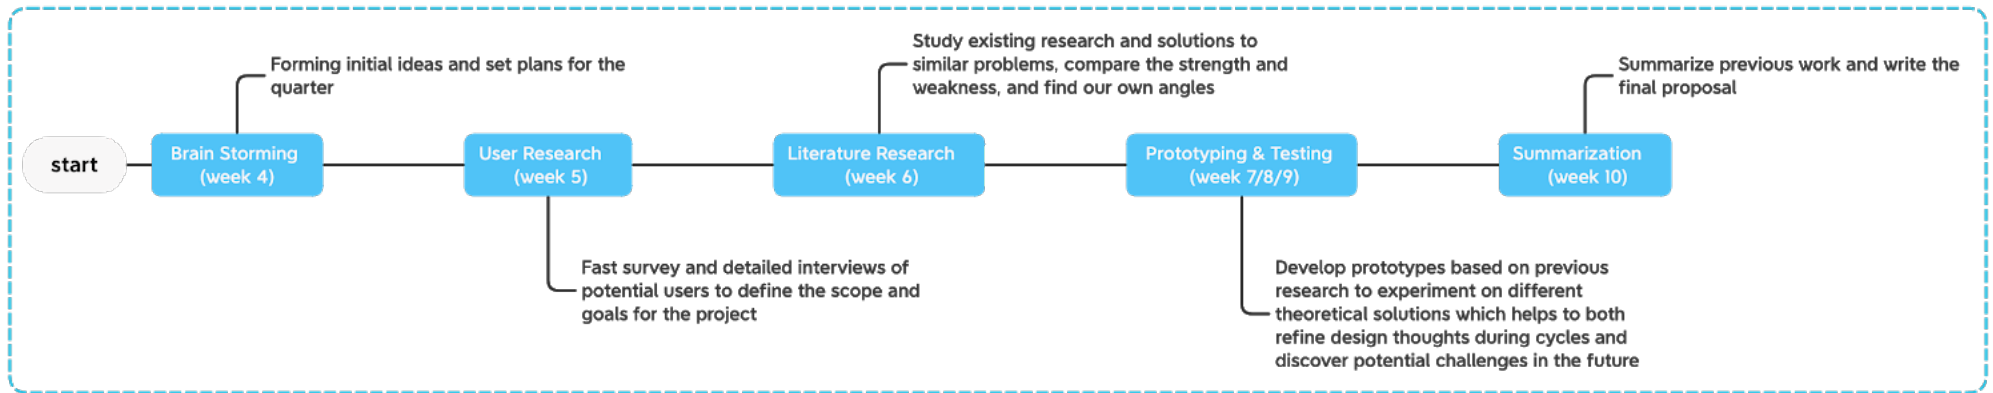 start
Brain Storming
(week 4)
Forming initial ideas and set plans for the
quarter
User Research
(week 5)
Fast survey and detailed interviews of
potential users to define the scope and
goals for the project
Literature Research
(week 6)
Study existing research and solutions to
similar problems, compare the strength and
weakness, and find our own angles
Prototyping & Testing
(week 7/8/9)
Develop prototypes based on previous
research to experiment on different
theoretical solutions which helps to both
refine design thoughts during cycles and
discover potential challenges in the future
Summarization
(week 10)
Summarize previous work and write the
final proposal